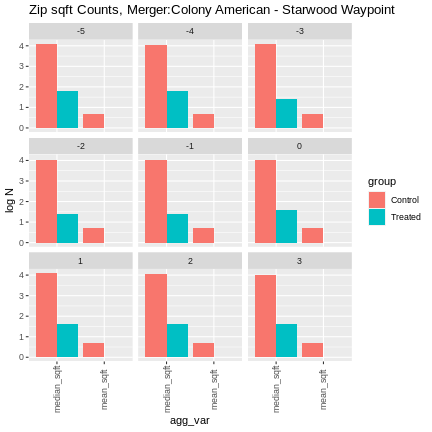 Zip sqft Counts, Merger:Colony American - Starwood Waypoint
-5 -4 -3
4
3
2
1
0
-2 -1 0
4
3
2
1
0
1 2 3
4
3
2
1
0
log N
median_sqft mean_sqft median_sqft mean_sqft median_sqft mean_sqft
agg_var
group
Control
Treated